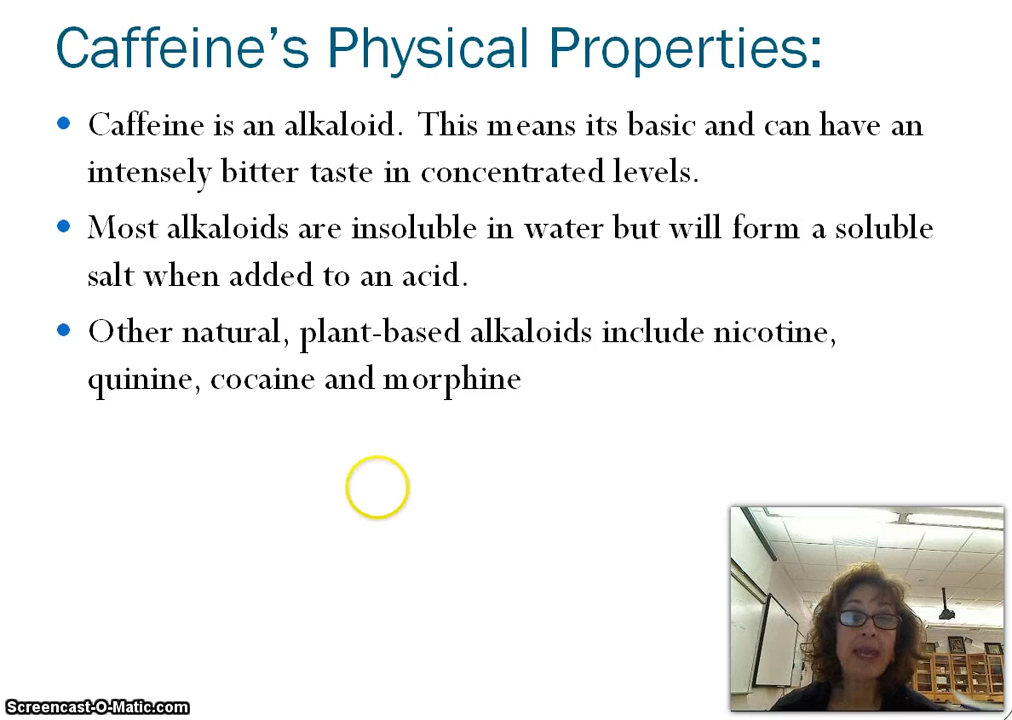 Caffeine's Physical Properties:
• Caffeine is an alkaloid. This means its basic and can have an
intensely bitter taste in concentrated levels.
• Most alkaloids are insoluble in water but will form a soluble
salt when added to an acid.
• Other natural, plant-based alkaloids include nicotine,
quinine, cocaine and morphine
Screencast-O-Matic.com